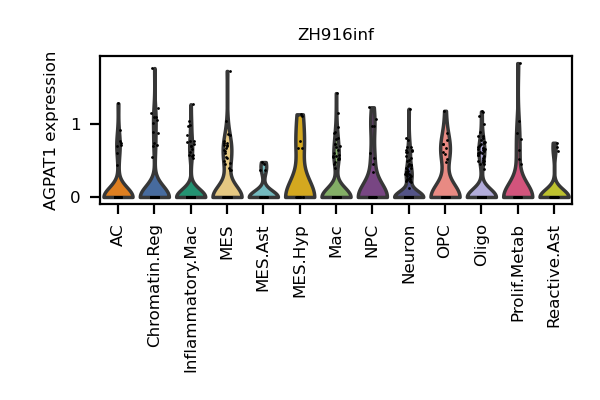 ZH916inf
AGPAT1 expression
1
0
AC
Chromatin.Reg
Inflammatory.Mac
MES
MES.Ast
MES.Hyp
Mac
NPC
Neuron
OPC
Oligo
Prolif.Metab
Reactive.Ast